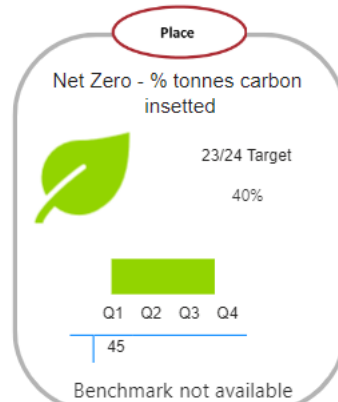 Place
Net Zero - % tonnes carbon
insetted
23/24 Target
40%
Q1 Q2 Q3 Q4
45
Benchmark not available